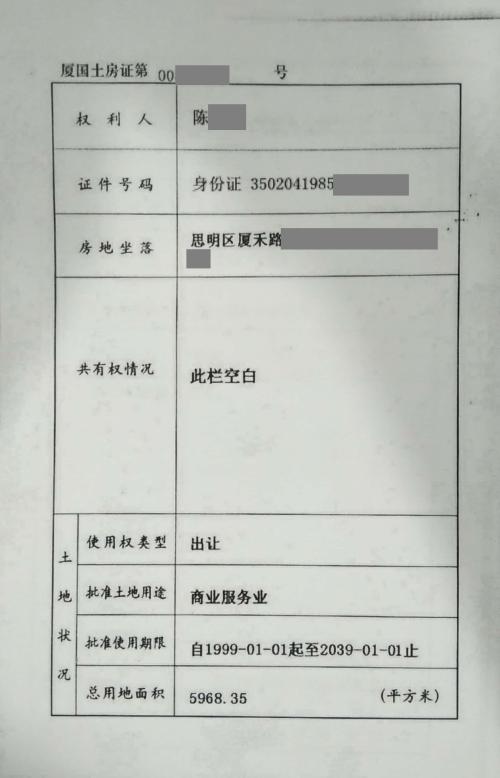 厦国土房证第 00 号
权利人 陈
证件号码 身份证 3502041985
房地坐落 思明区厦禾路
共有权情况 此栏空白
土地状况
使用权类型 出让
批准土地用途 商业服务业
批准使用期限 自1999-01-01起至2039-01-01止
总用地面积 5968.35 (平方米)